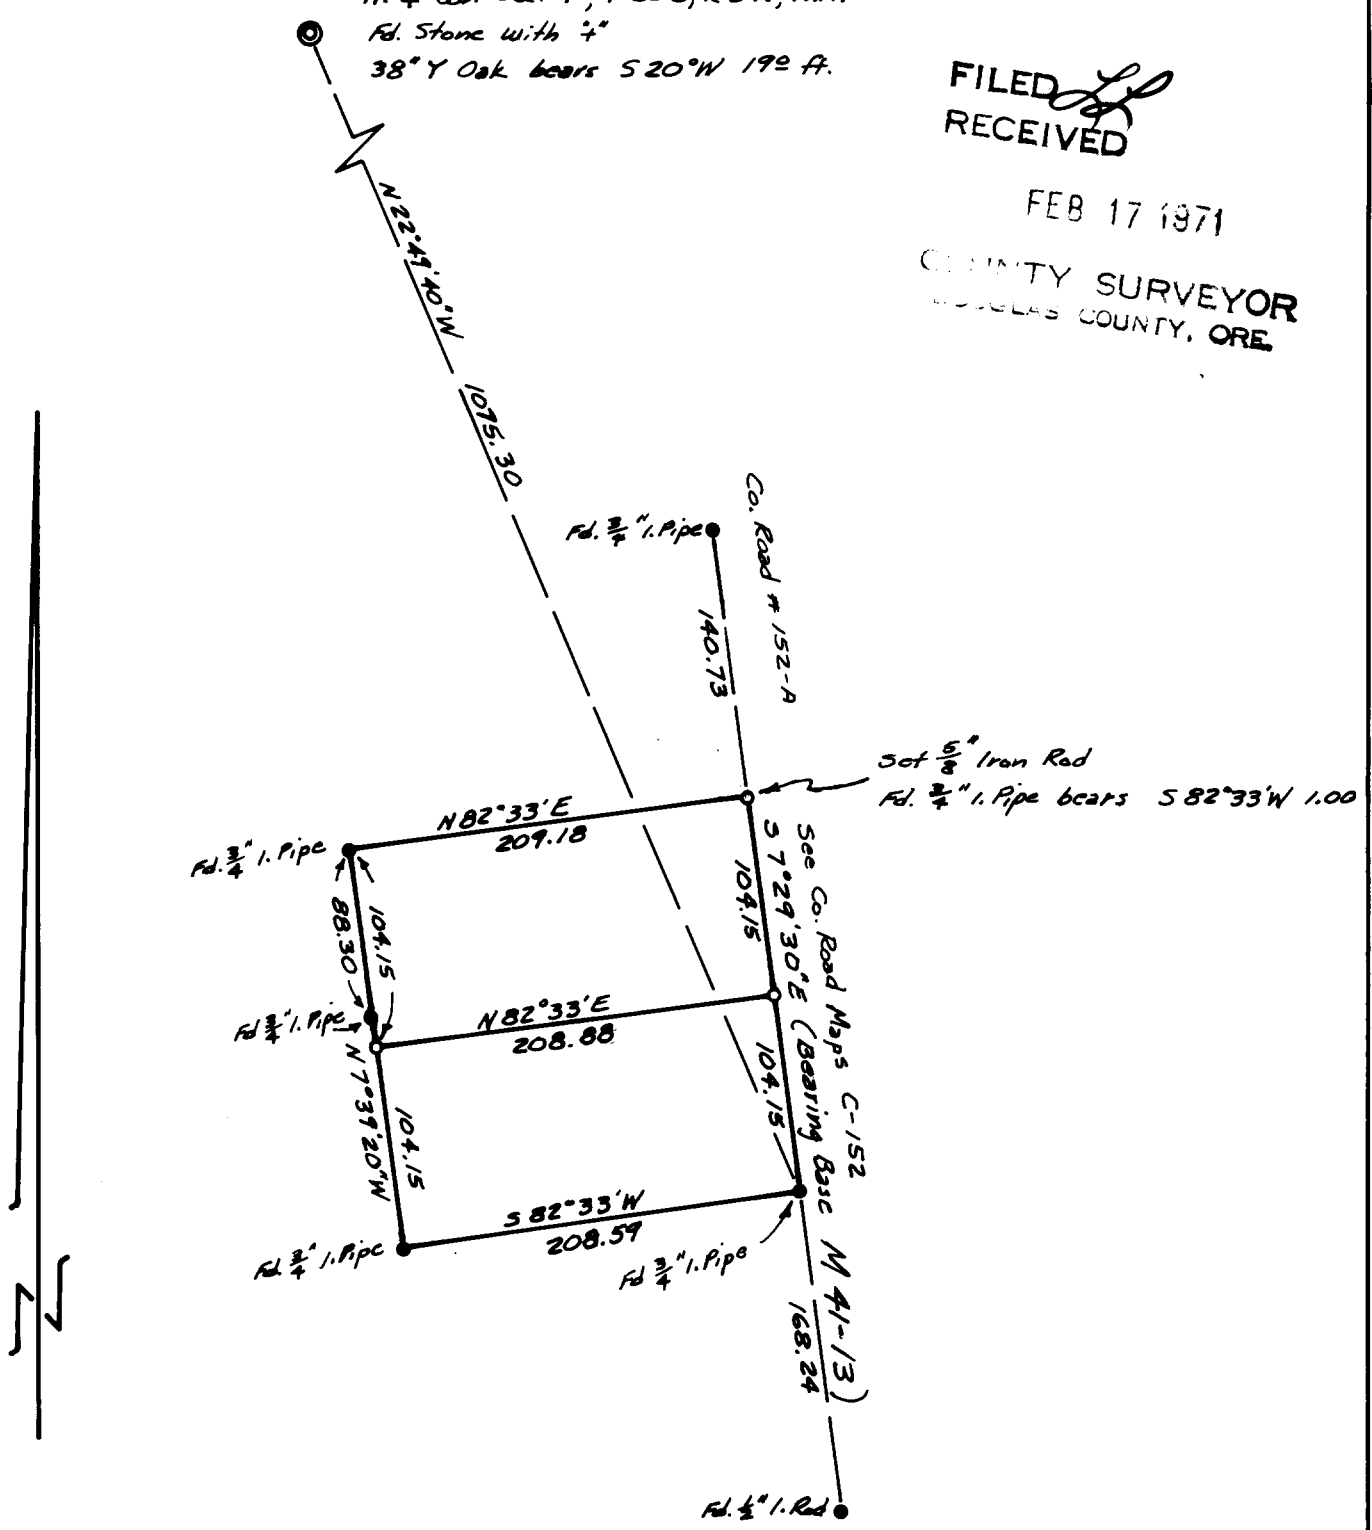 Fd. Stone with "+"
38" Y Oak bears S 20° W 19⁰ ft.
FILED
RECEIVED
FEB 17 1971
COUNTY SURVEYOR
DOUGLAS COUNTY, ORE.
N 22° 49' 40" W 1075.30
Fd. 3/4" I. Pipe
Co. Road # 152-A
140.73
Set 5/8" Iron Rod
Fd. 3/4" I. Pipe bears S 82° 33' W 1.00
N 82° 33' E
209.18
Fd. 3/4" I. Pipe
104.15
88.30
104.15
See Co. Road Maps C-152
S 7° 29' 30" E (Bearing Base M 41-13)
Fd 3/4" I. Pipe
N 82° 33' E
208.88
104.15
N 7° 39' 20" W
104.15
S 82° 33' W
208.59
Fd. 3/4" I. Pipe
Fd 3/4" I. Pipe
168.24
N
Fd. 1/2" I. Rod